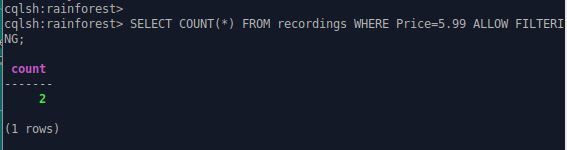 cqlsh:rainforest>
cqlsh:rainforest> SELECT COUNT(*) FROM recordings WHERE Price=5.99 ALLOW FILTERI
NG;
count
-------
2
(1 rows)